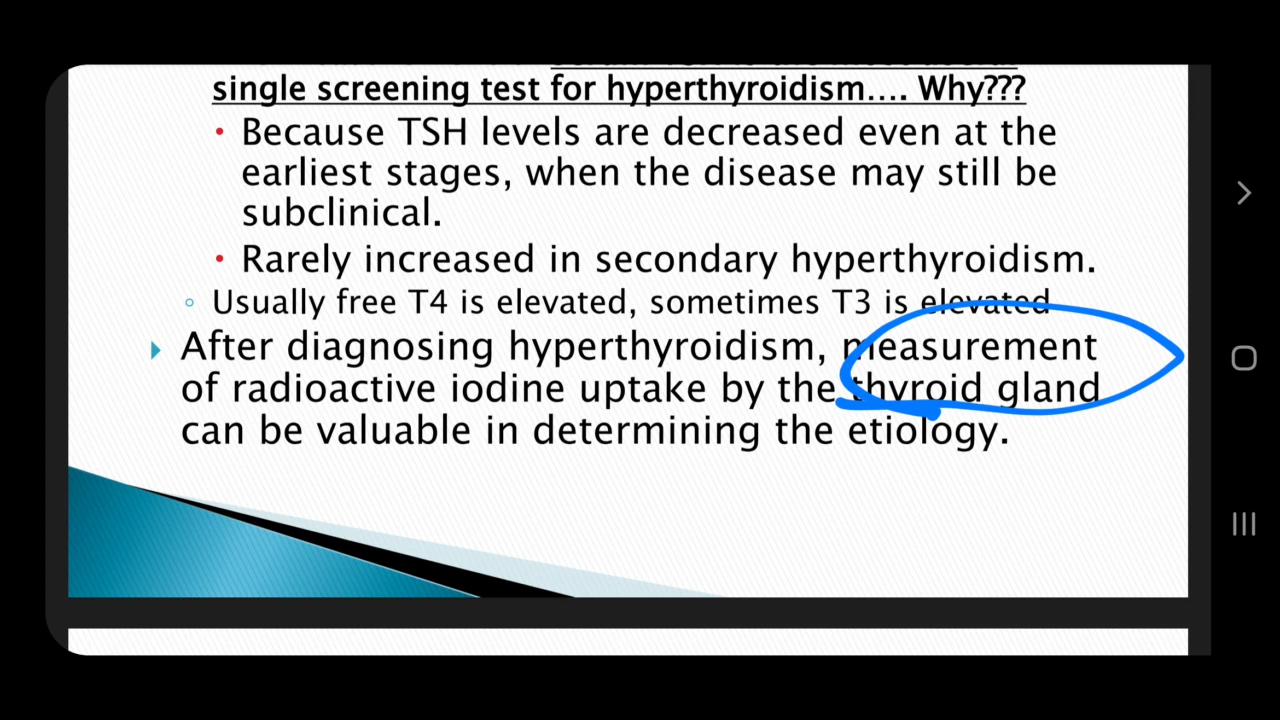 single screening test for hyperthyroidism.... Why???
• Because TSH levels are decreased even at the
earliest stages, when the disease may still be
subclinical.
• Rarely increased in secondary hyperthyroidism.
◦ Usually free T4 is elevated, sometimes T3 is elevated
After diagnosing hyperthyroidism, measurement
of radioactive iodine uptake by the thyroid gland
can be valuable in determining the etiology.